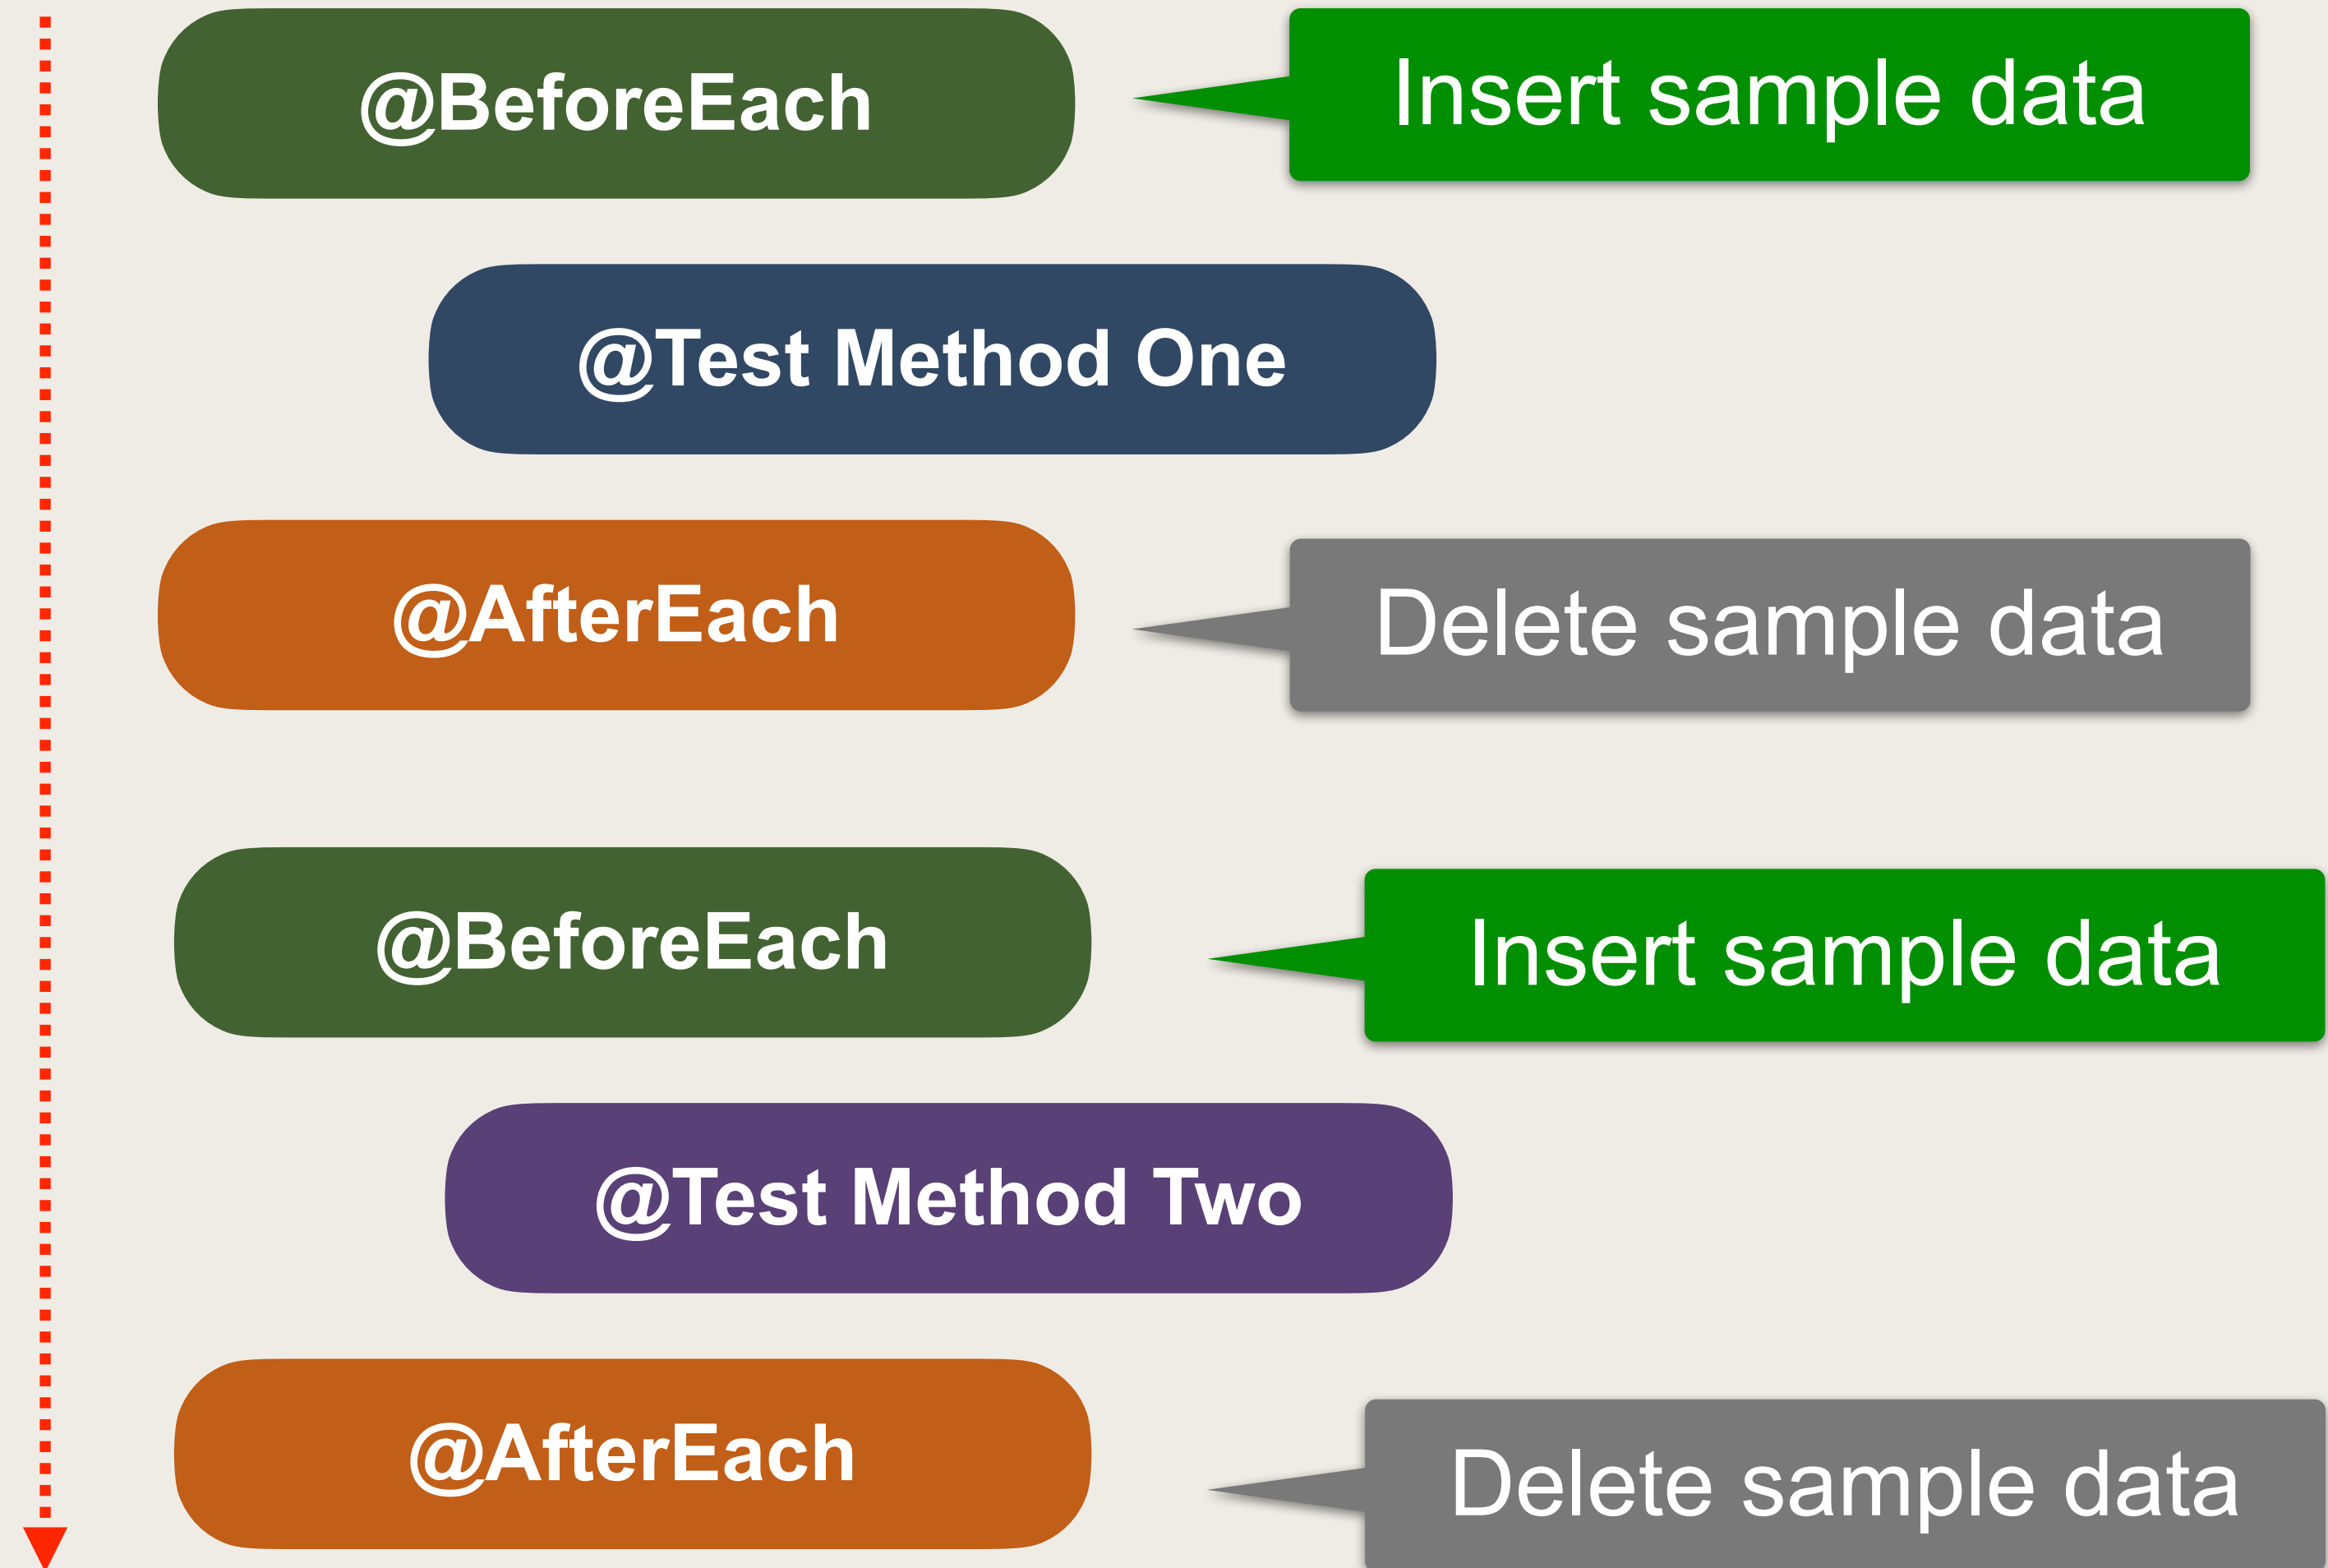 @BeforeEach
Insert sample data
@Test Method One
@AfterEach
Delete sample data
@BeforeEach
Insert sample data
@Test Method Two
@AfterEach
Delete sample data